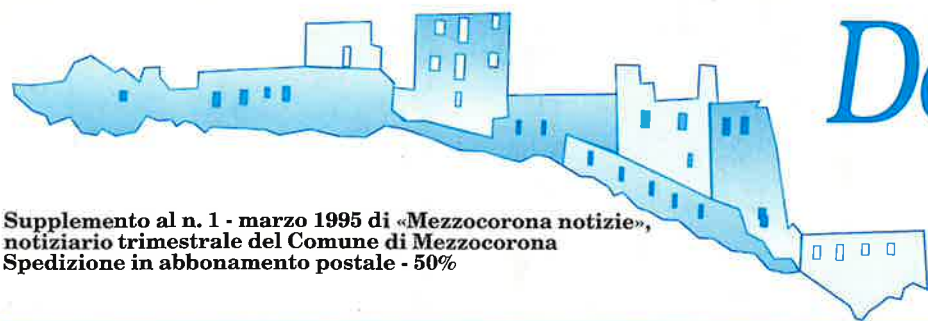 Supplemento al n. 1 - marzo 1995 di «Mezzocorona notizie»,
notiziario trimestrale del Comune di Mezzocorona
Spedizione in abbonamento postale - 50%